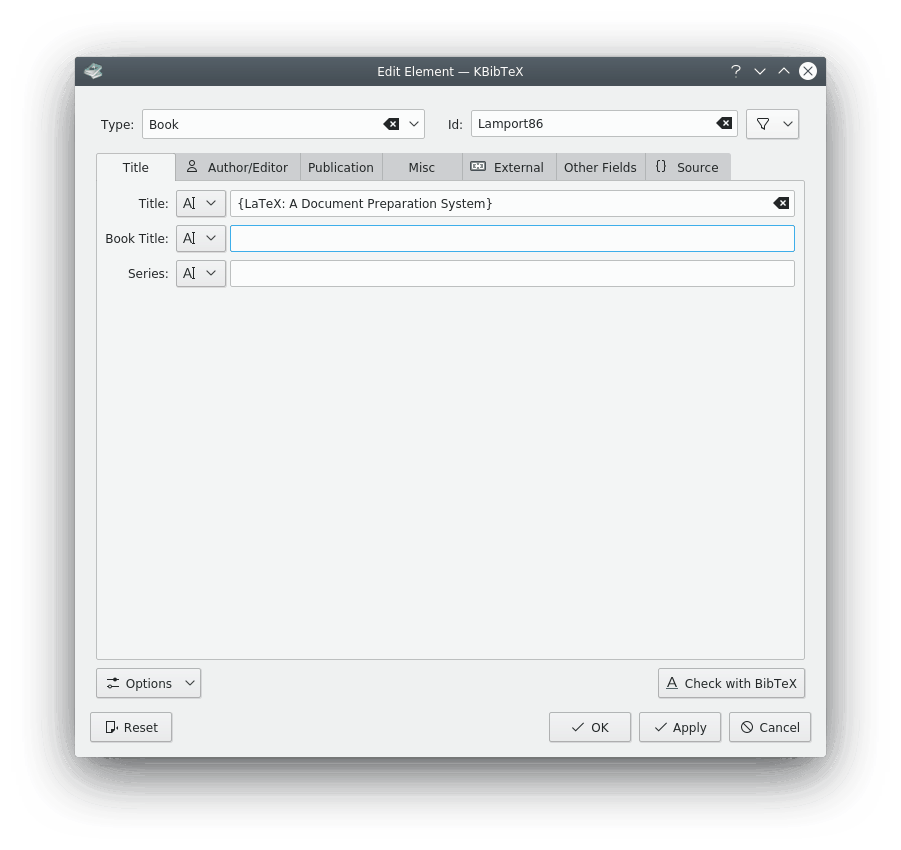 Edit Element — KBibTeX
Type: Book Id: Lamport86
Title Author/Editor Publication Misc External Other Fields {} Source
Title: A {LaTeX: A Document Preparation System}
Book Title: A
Series: A
Options A Check with BibTeX
Reset OK Apply Cancel